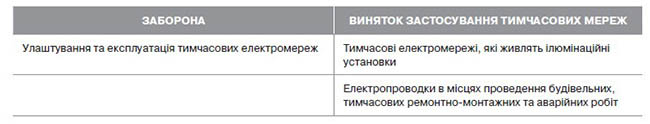 ЗАБОРОНА
ВИНЯТОК ЗАСТОСУВАННЯ ТИМЧАСОВИХ МЕРЕЖ
Улаштування та експлуатація тимчасових електромереж
Тимчасові електромережі, які живлять ілюмінаційні
установки
Електропроводки в місцях проведення будівельних,
тимчасових ремонтно-монтажних та аварійних робіт